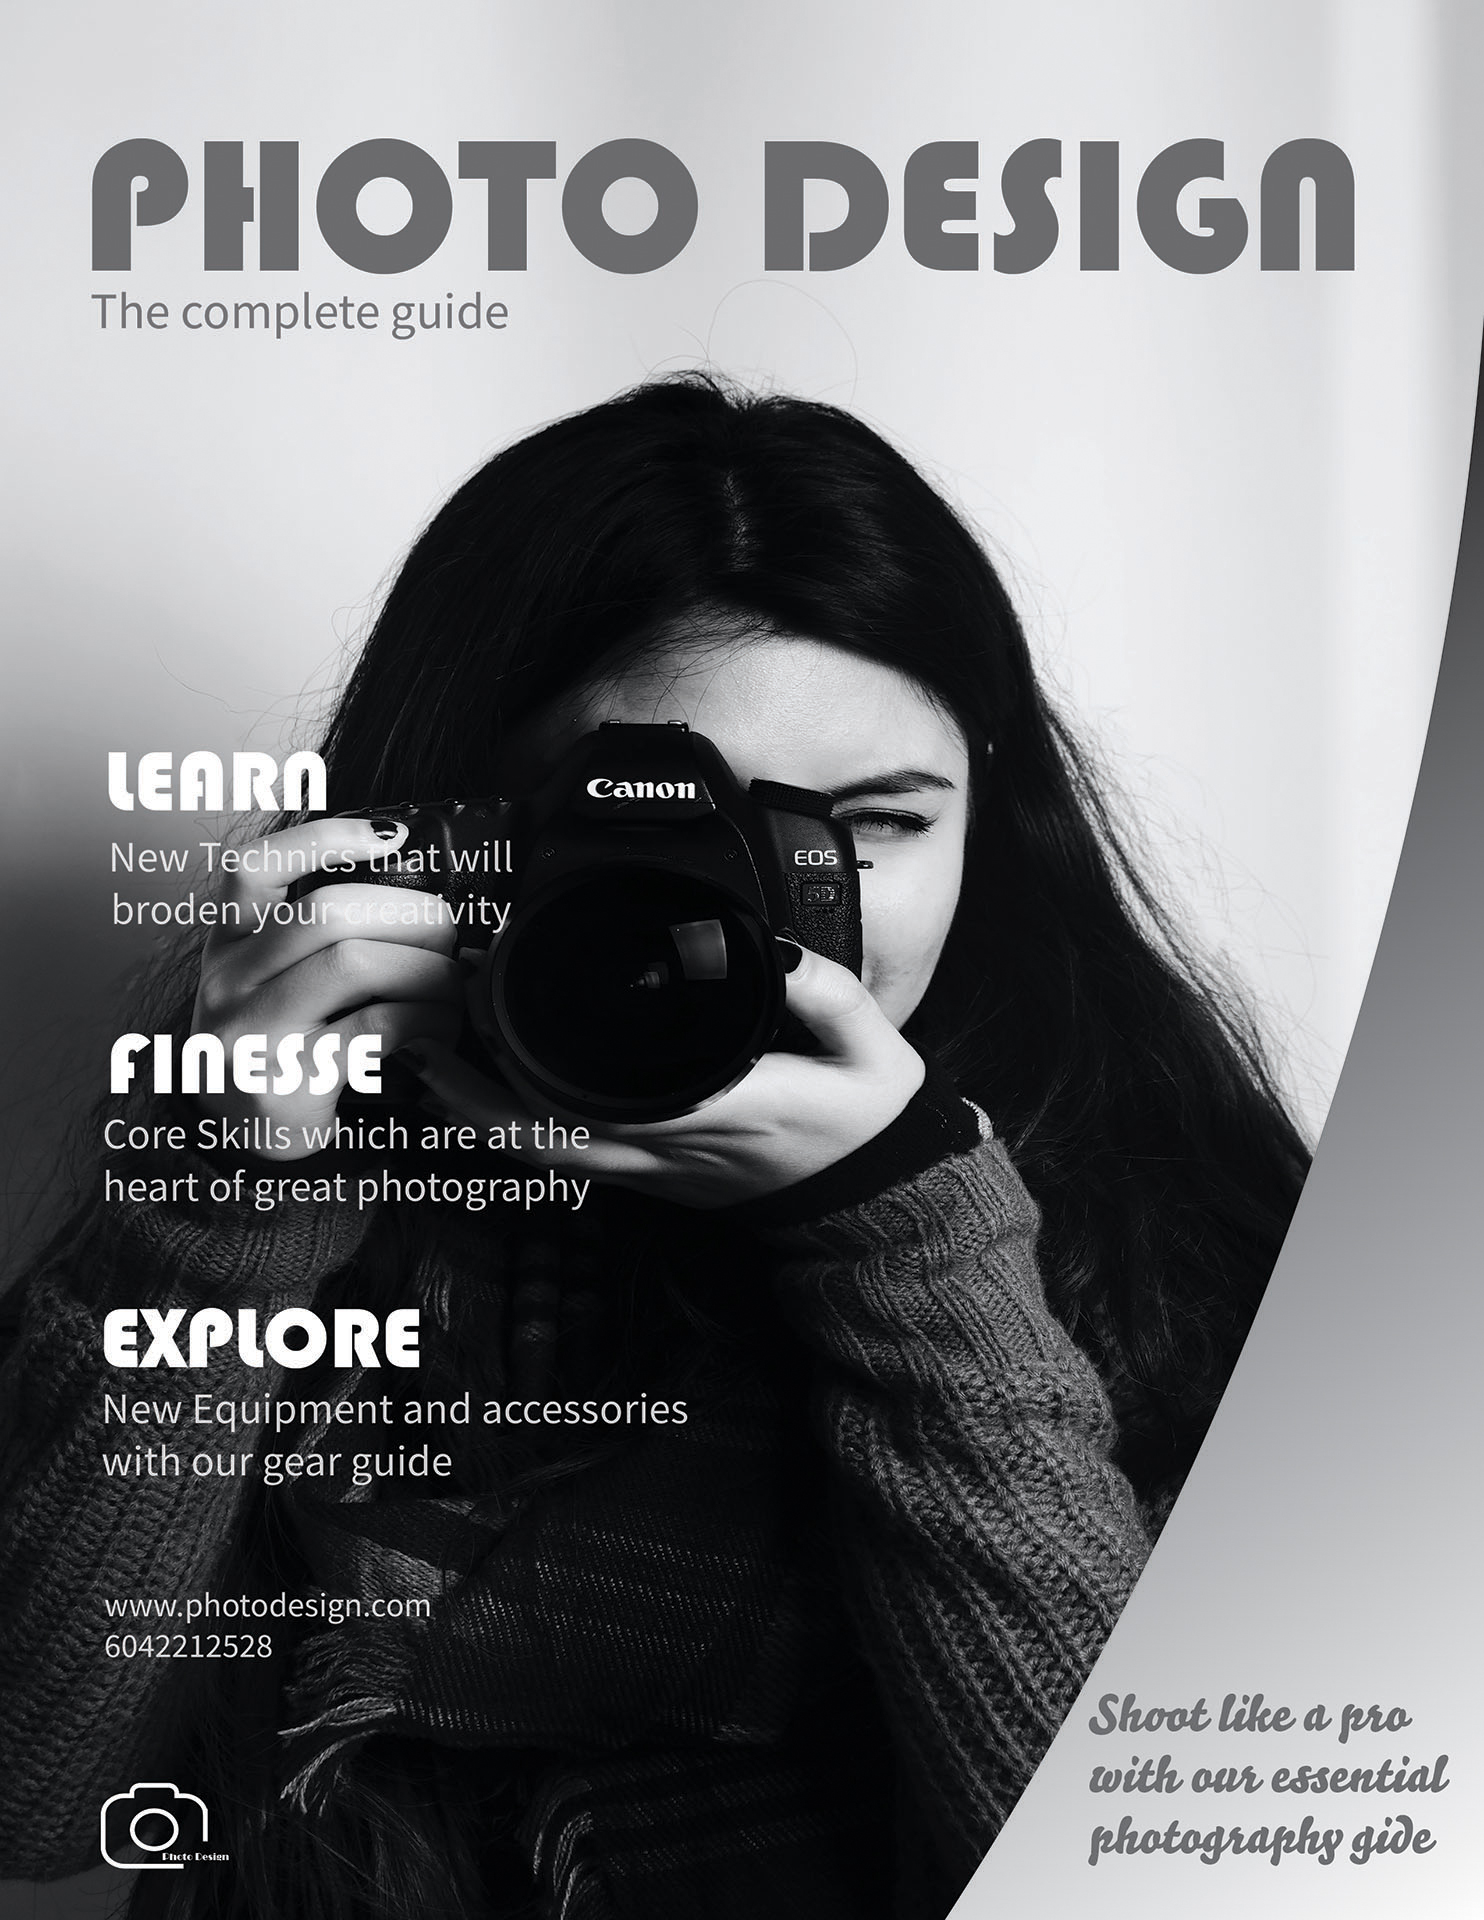 PHOTO DESIGN
The complete guide
LEARN
New Technics that will
broden your creativity
Canon
EOS
5D
FINESSE
Core Skills which are at the
heart of great photography
EXPLORE
New Equipment and accessories
with our gear guide
www.photodesign.com
6042212528
Photo Design
Shoot like a pro
with our essential
photography gide